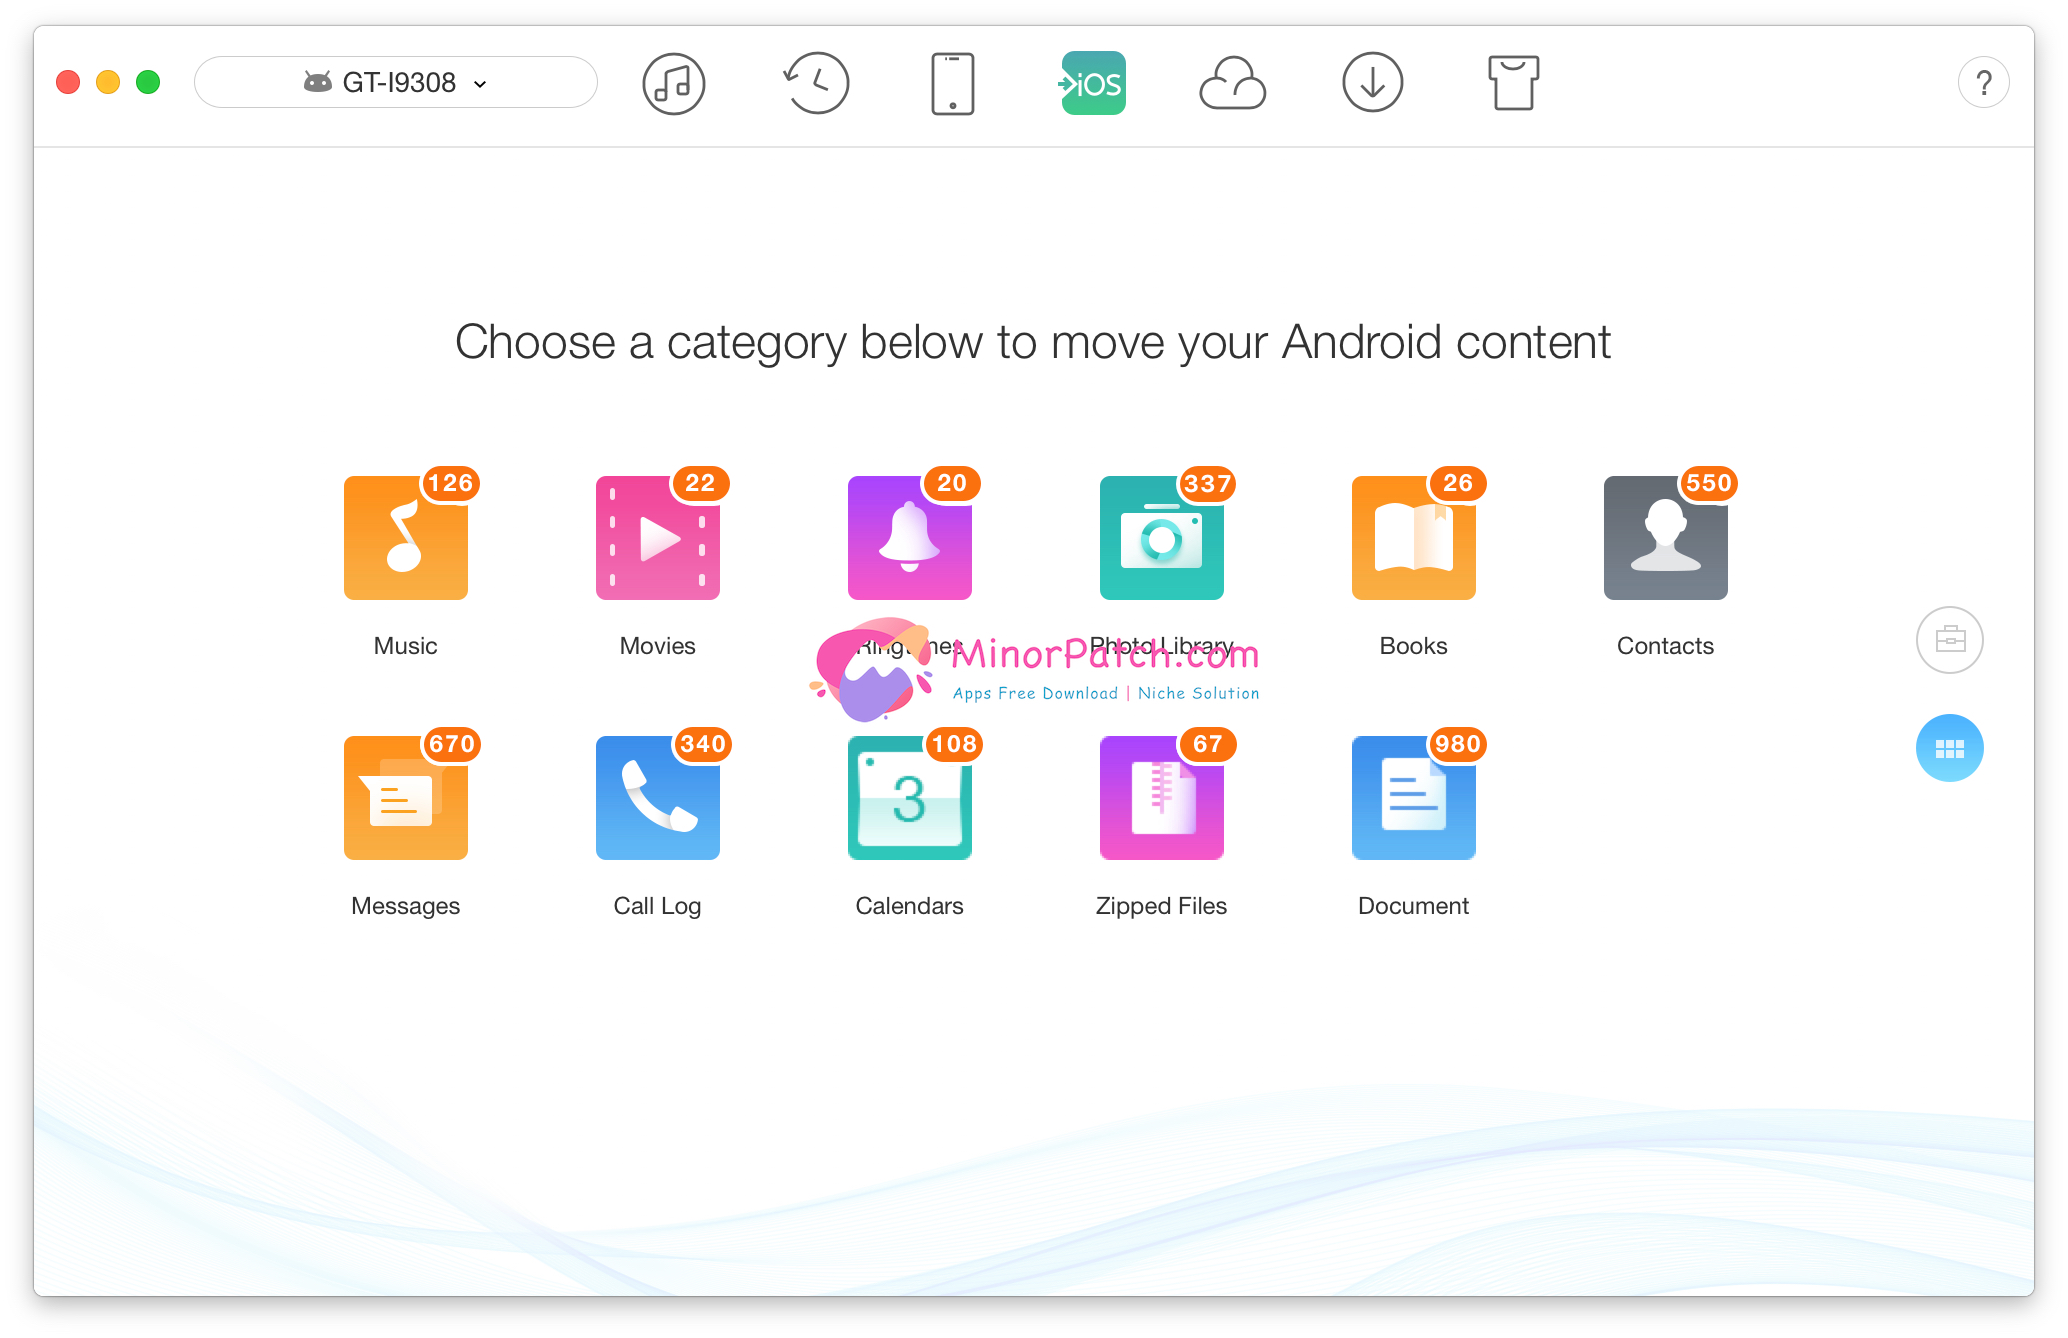 GT-I9308
iOS
?
Choose a category below to move your Android content
126
22
20
337
26
550
Music
Movies
Ringtones
Photo Library
Books
Contacts
MinorPatch.com
Apps Free Download | Niche Solution
670
340
108
67
980
3
Messages
Call Log
Calendars
Zipped Files
Document